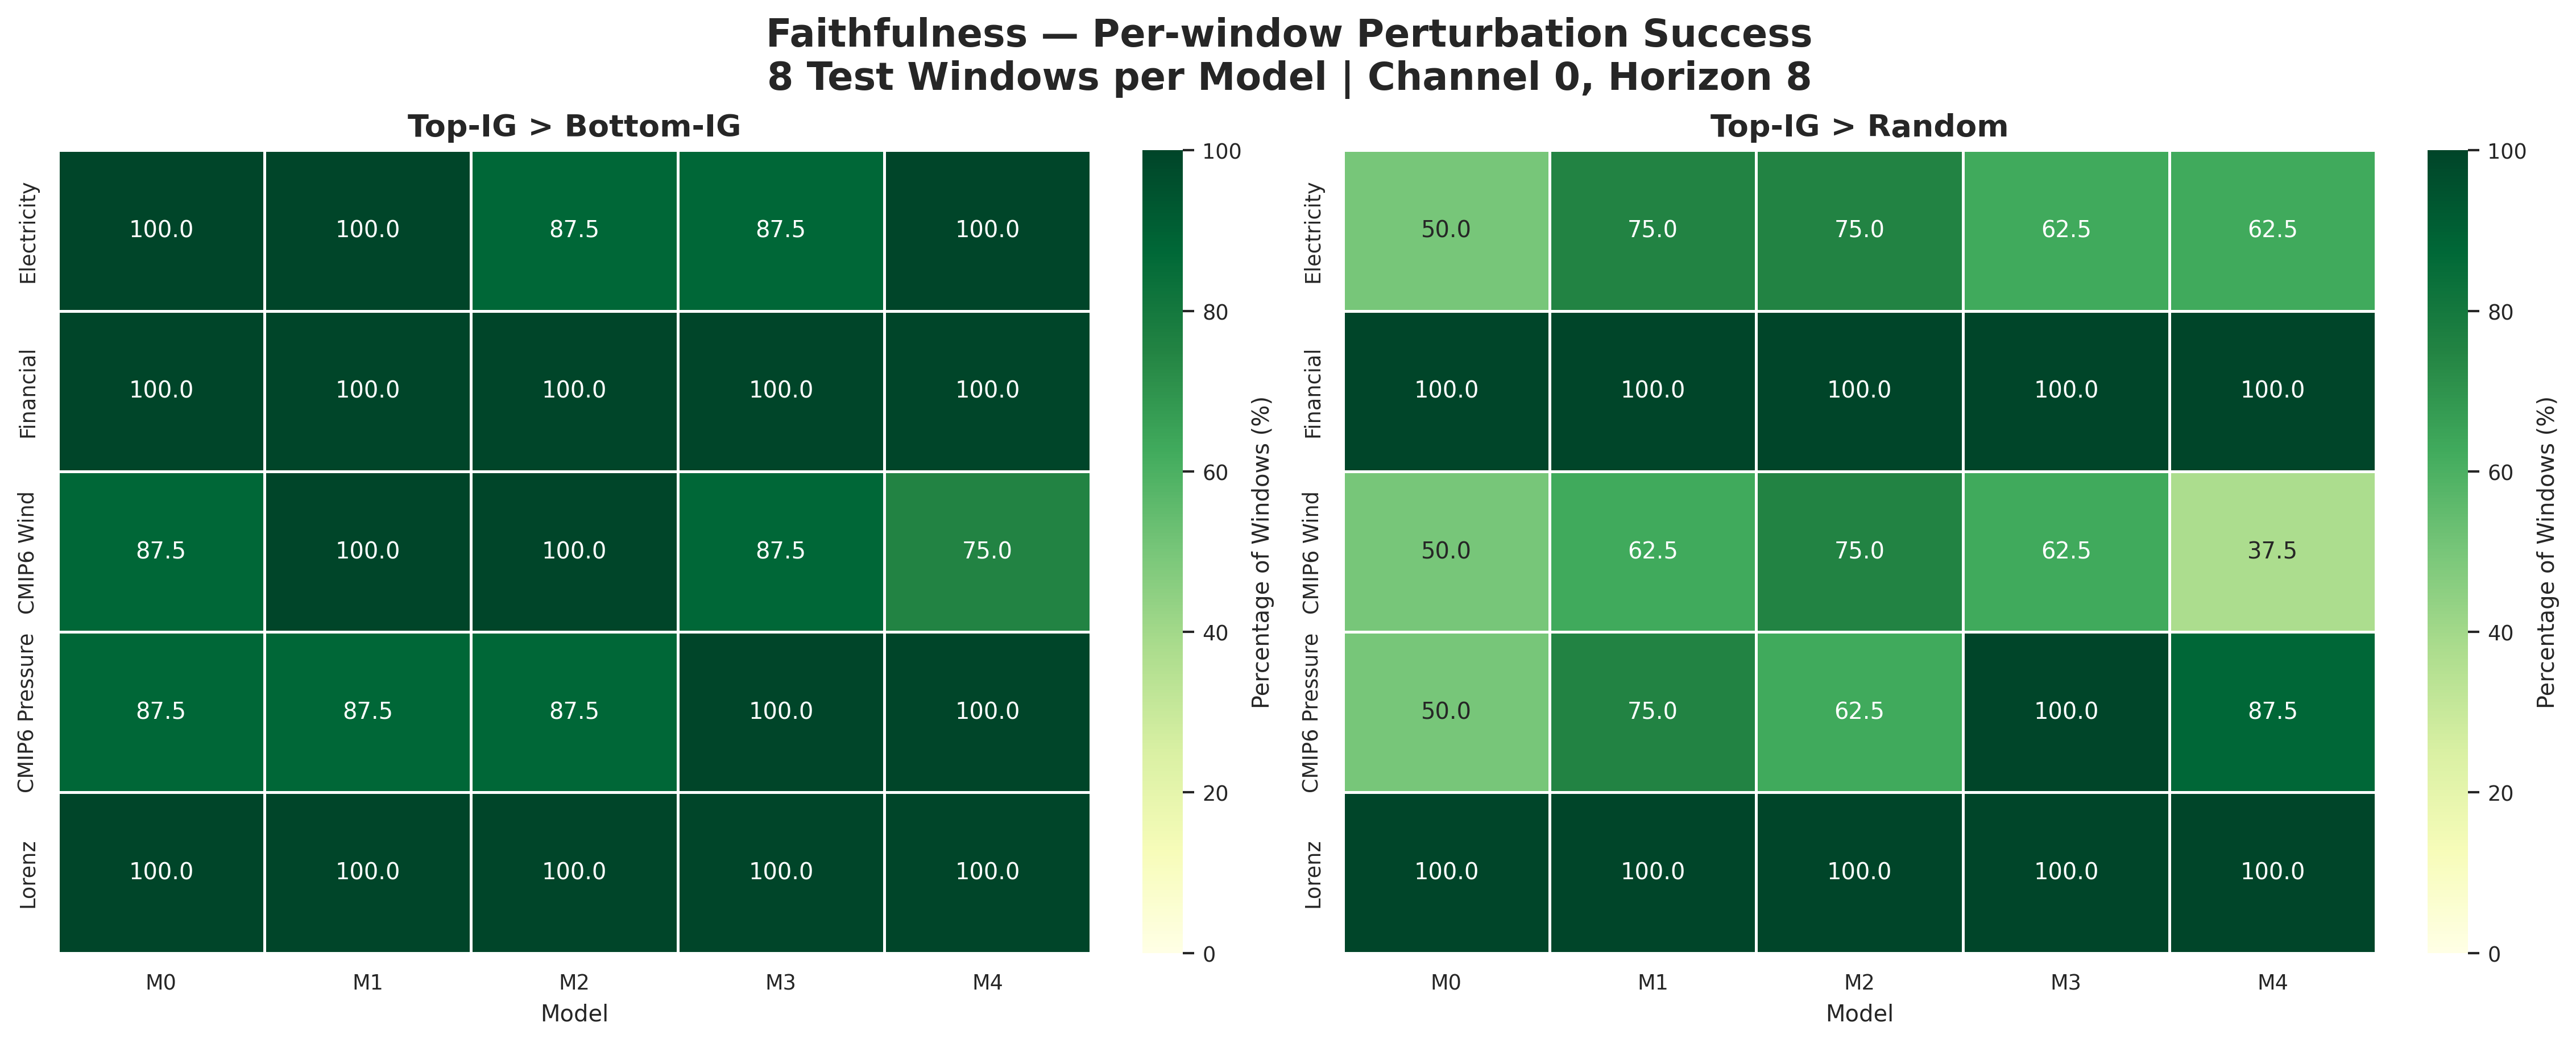 Faithfulness — Per-window Perturbation Success
8 Test Windows per Model | Channel 0, Horizon 8
Top-IG > Bottom-IG
Electricity
100.0 100.0 87.5 87.5 100.0
Financial
100.0 100.0 100.0 100.0 100.0
CMIP6 Wind
87.5 100.0 100.0 87.5 75.0
CMIP6 Pressure
87.5 87.5 87.5 100.0 100.0
Lorenz
100.0 100.0 100.0 100.0 100.0
M0 M1 M2 M3 M4
Model
100
80
60
40
20
0
Percentage of Windows (%)
Top-IG > Random
Electricity
50.0 75.0 75.0 62.5 62.5
Financial
100.0 100.0 100.0 100.0 100.0
CMIP6 Wind
50.0 62.5 75.0 62.5 37.5
CMIP6 Pressure
50.0 75.0 62.5 100.0 87.5
Lorenz
100.0 100.0 100.0 100.0 100.0
M0 M1 M2 M3 M4
Model
100
80
60
40
20
0
Percentage of Windows (%)